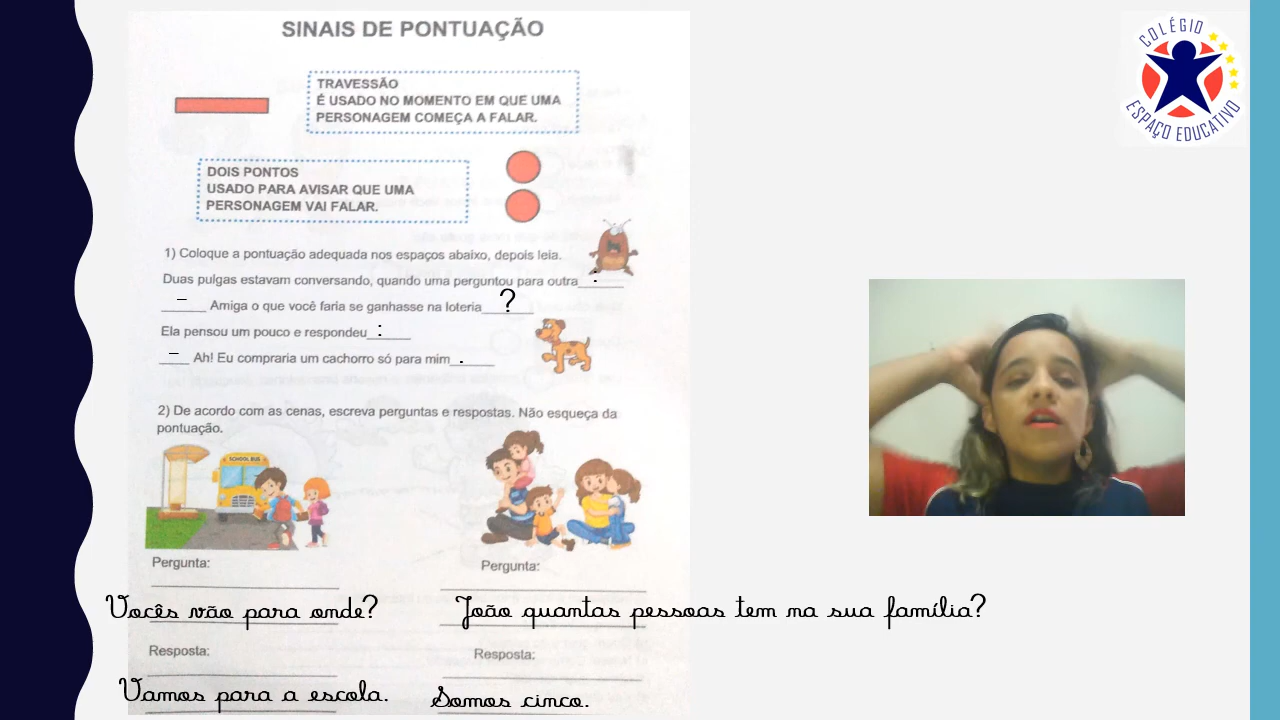 SINAIS DE PONTUAÇÃO
TRAVESSÃO
É USADO NO MOMENTO EM QUE UMA
PERSONAGEM COMEÇA A FALAR.
DOIS PONTOS
USADO PARA AVISAR QUE UMA
PERSONAGEM VAI FALAR.
1) Coloque a pontuação adequada nos espaços abaixo, depois leia.
Duas pulgas estavam conversando, quando uma perguntou para outra :
– Amiga o que você faria se ganhasse na loteria ?
Ela pensou um pouco e respondeu :
– Ah! Eu compraria um cachorro só para mim .
2) De acordo com as cenas, escreva perguntas e respostas. Não esqueça da
pontuação.
SCHOOL BUS
Pergunta:
Vocês vão para onde?
Resposta:
Vamos para a escola.
Pergunta:
João quantas pessoas tem na sua família?
Resposta:
Somos cinco.
COLÉGIO
ESPAÇO EDUCATIVO